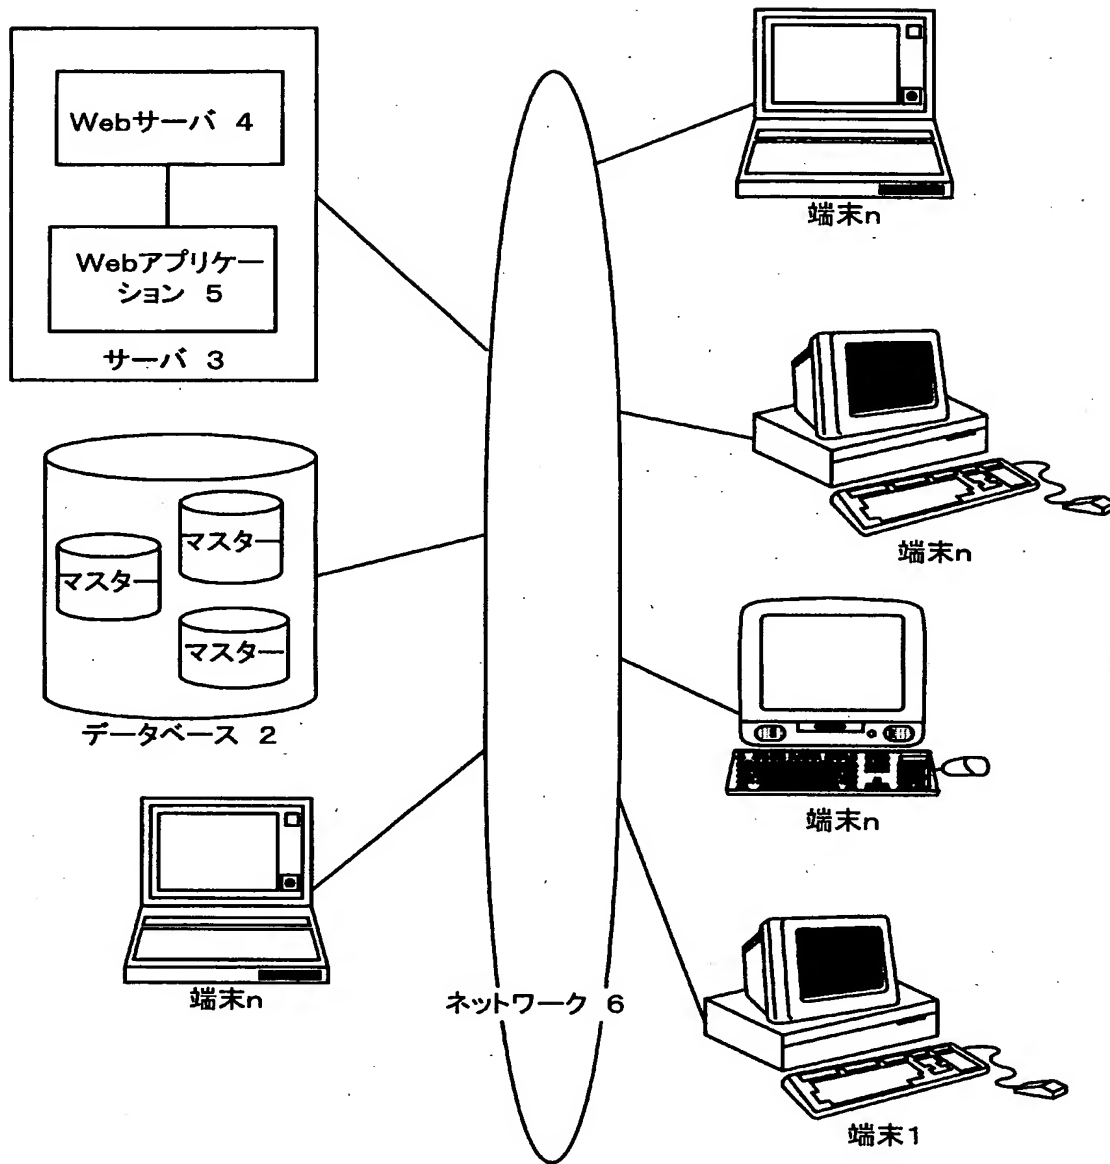 Webサーバ 4
Webアプリケー
ション 5
サーバ 3
マスター
マスター
マスター
データベース 2
端末n
ネットワーク 6
端末n
端末n
端末n
端末1